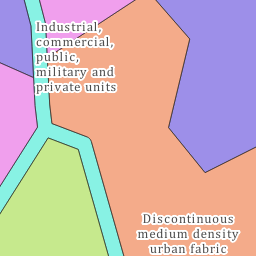 Industrial,
commercial,
public,
military and
private units
Discontinuous
medium density
urban fabric